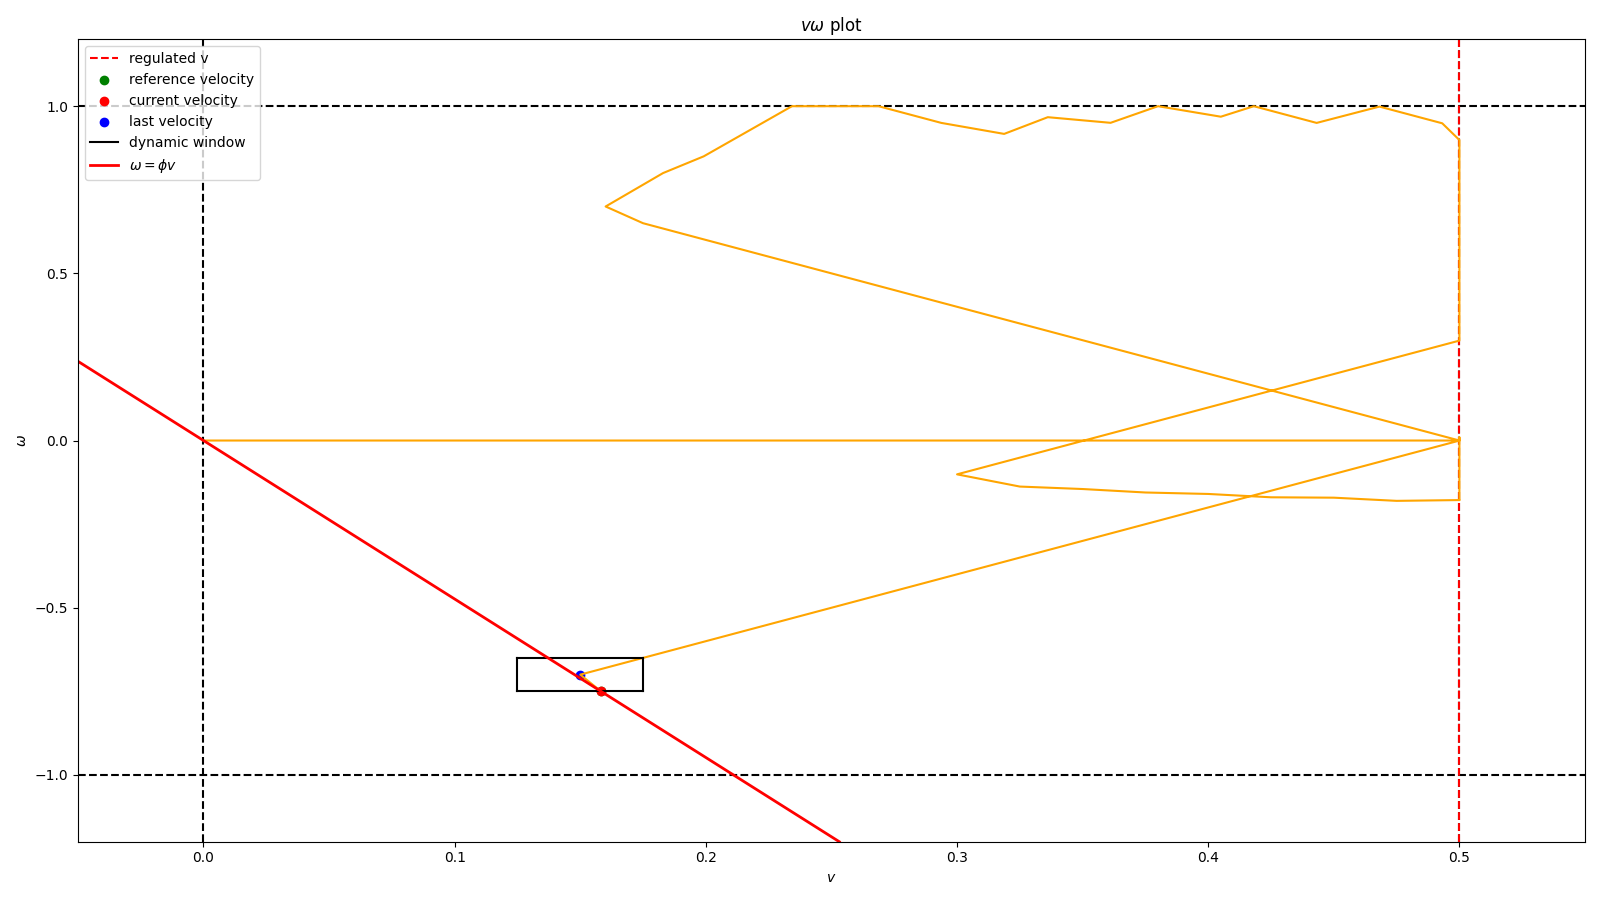 vω plot
regulated v
reference velocity
current velocity
last velocity
dynamic window
ω = ϕv
1.0
0.5
0.0
−0.5
−1.0
ω
0.0
0.1
0.2
0.3
0.4
0.5
v